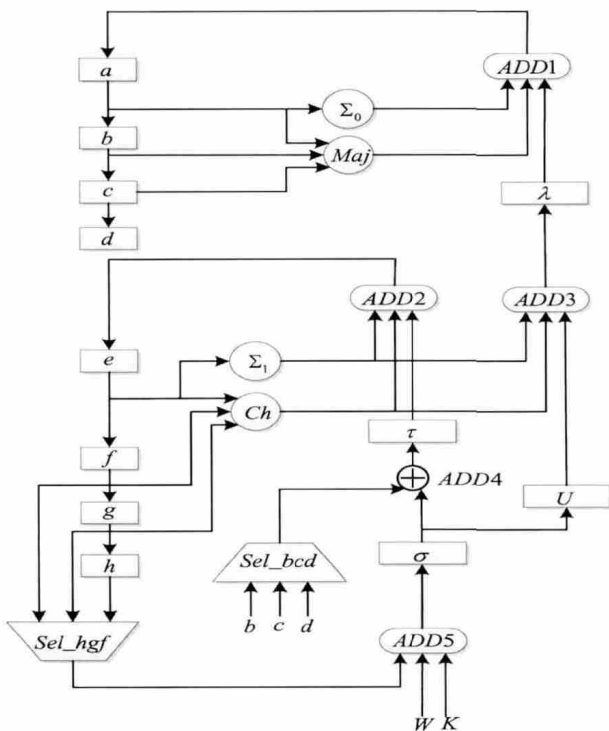 a
ADD1
Σ₀
b
Maj
c
λ
d
ADD2
ADD3
e
Σ₁
Ch
τ
f
ADD4
g
U
h
Sel_bcd
σ
b c d
Sel_hgf
ADD5
W K